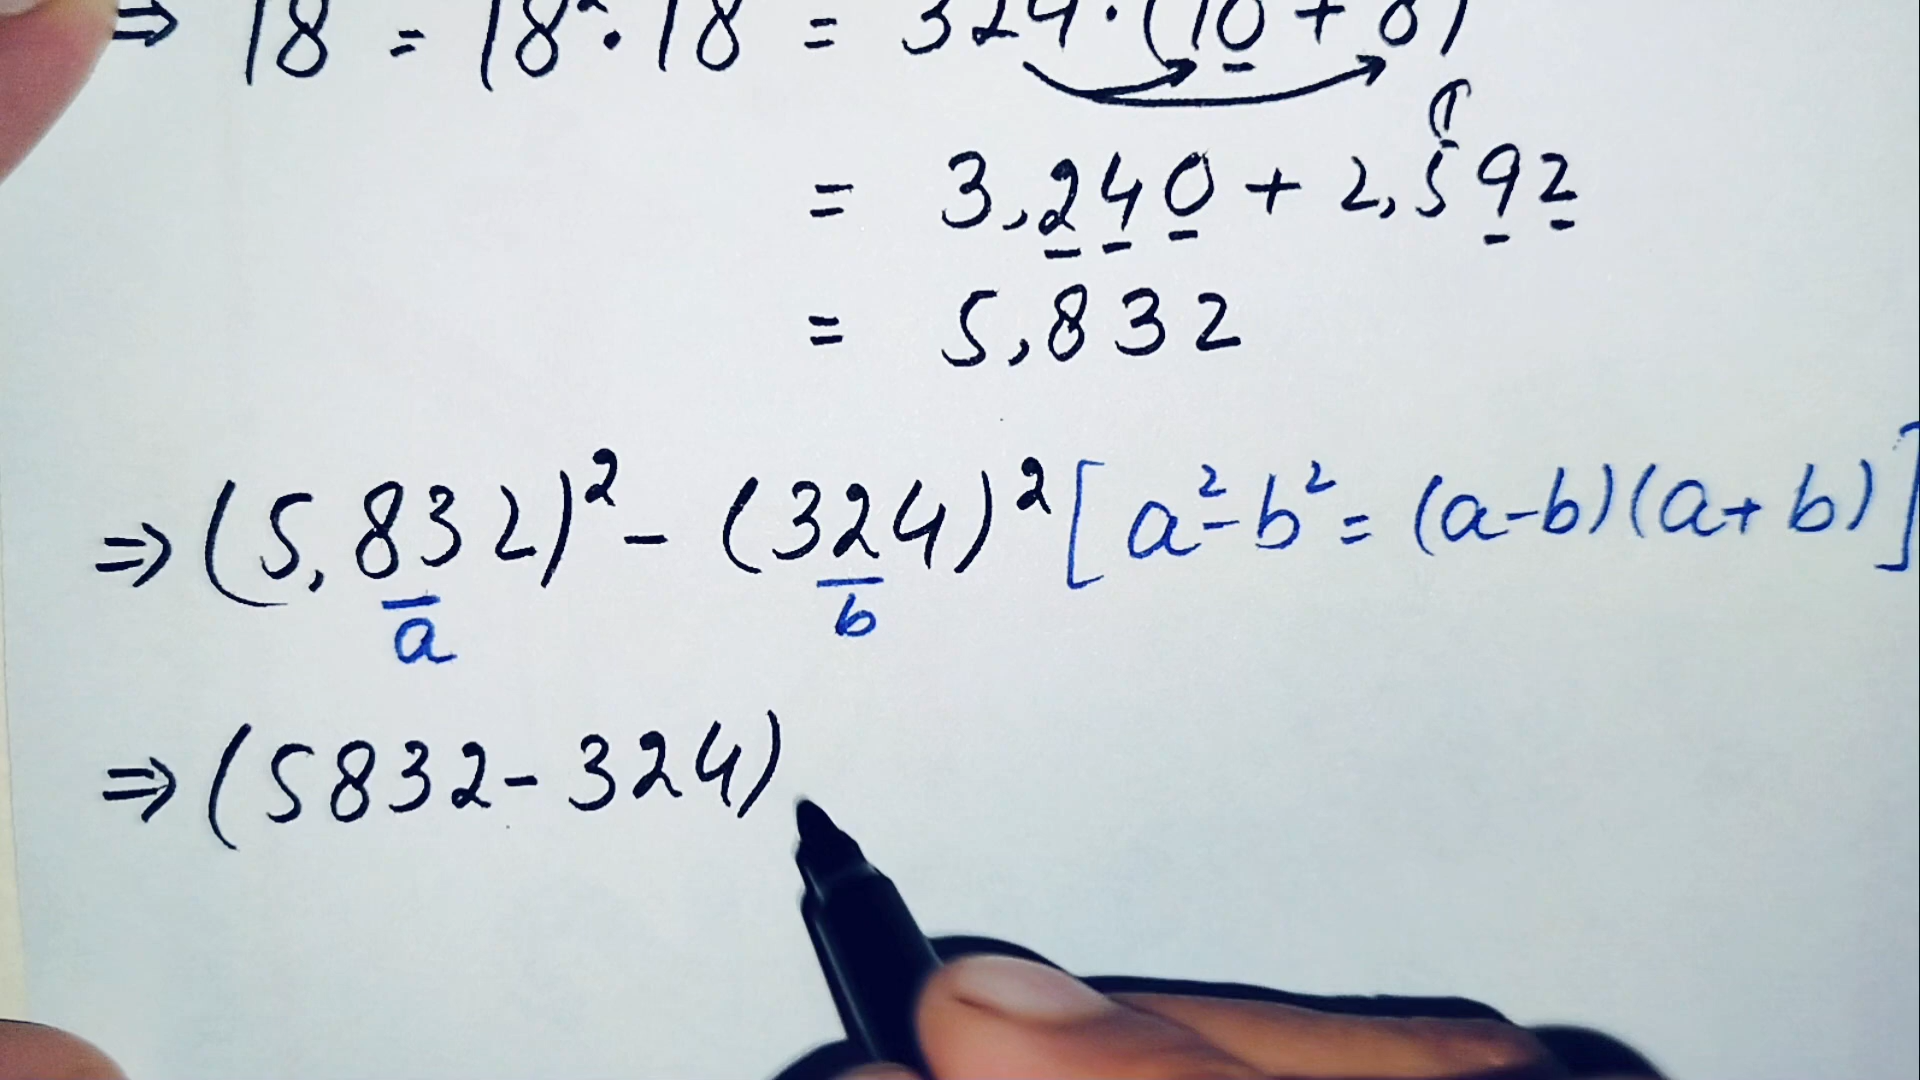 ⇒ 18 = 18²·18 = 324·(10 + 8)
= 3,240 + 2,592
= 5,832
⇒ (5,832)² - (324)² [a² - b² = (a-b)(a+b)]
a b
⇒ (5832 - 324)